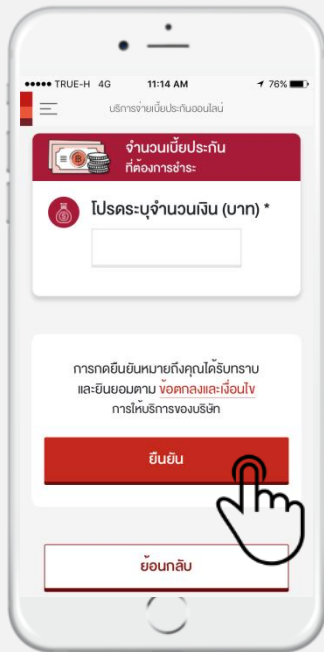 TRUE-H 4G 11:14 AM 76%
บริการจ่ายเบี้ยประกันออนไลน์
จำนวนเบี้ยประกัน
ที่ต้องการชำระ
โปรดระบุจำนวนเงิน (บาท) *
การกดยืนยันหมายถึงคุณได้รับทราบ
และยินยอมตาม ข้อตกลงและเงื่อนไข
การให้บริการของบริษัท
ยืนยัน
ย้อนกลับ